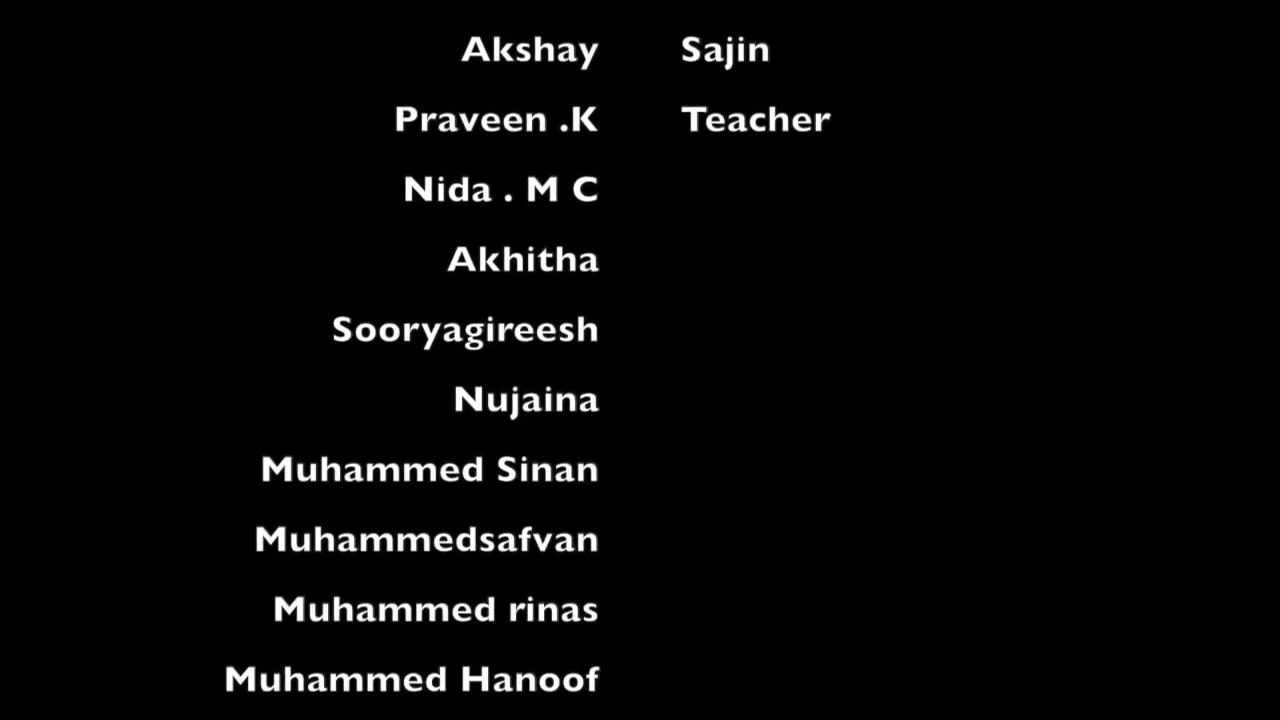 Akshay Sajin
Praveen .K Teacher
Nida . M C
Akhitha
Sooryagireesh
Nujaina
Muhammed Sinan
Muhammedsafvan
Muhammed rinas
Muhammed Hanoof